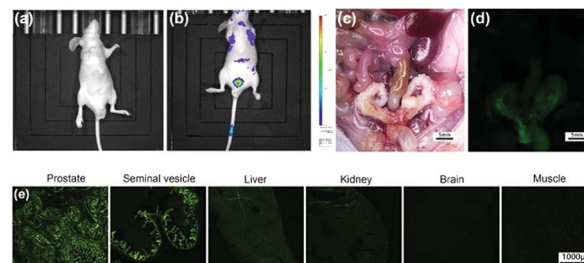 (a)
(b)
(c)
(d)
5mm
5mm
Prostate Seminal vesicle Liver Kidney Brain Muscle
(e)
1000µ